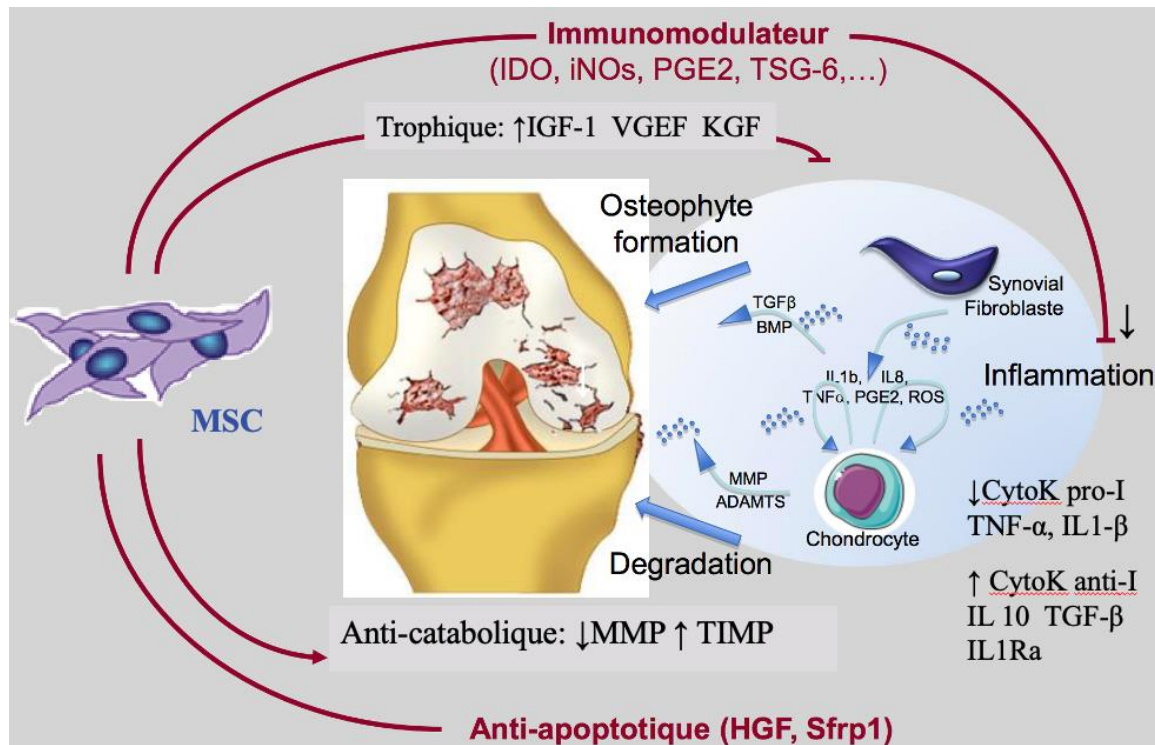 Immunomodulateur
(IDO, iNOs, PGE2, TSG-6,...)
Trophique: ↑IGF-1 VGEF KGF
Osteophyte
formation
Synovial
Fibroblaste
TGFβ
BMP
↓
Inflammation
IL1b, IL8,
TNFα, PGE2, ROS
MSC
MMP
ADAMTS
Chondrocyte
↓CytoK pro-I
TNF-α, IL1-β
Degradation
↑ CytoK anti-I
IL 10 TGF-β
IL1Ra
Anti-catabolique: ↓MMP ↑ TIMP
Anti-apoptotique (HGF, Sfrp1)